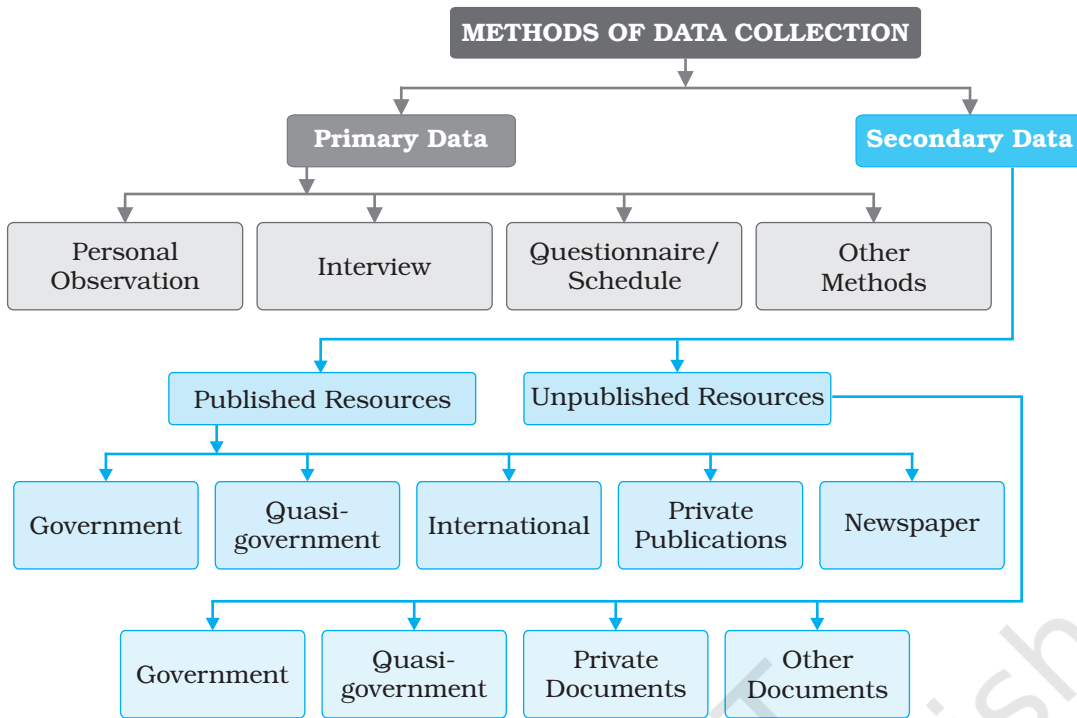 METHODS OF DATA COLLECTION
Primary Data
Secondary Data
Personal
Observation
Interview
Questionnaire/
Schedule
Other
Methods
Published Resources
Unpublished Resources
Government
Quasi-
government
International
Private
Publications
Newspaper
Government
Quasi-
government
Private
Documents
Other
Documents